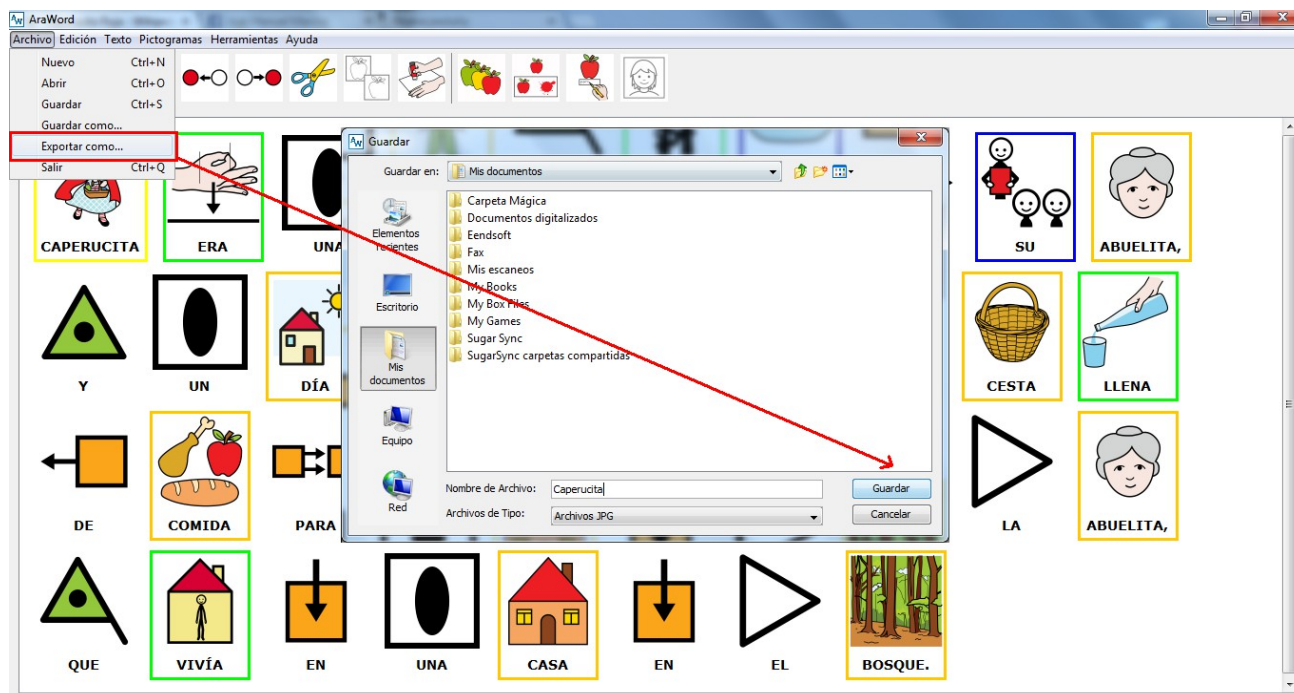 AraWord
Archivo Edición Texto Pictogramas Herramientas Ayuda
Nuevo Ctrl+N
Abrir Ctrl+O
Guardar Ctrl+S
Guardar como...
Exportar como...
Salir Ctrl+Q
Guardar
Guardar en: Mis documentos
Elementos recientes
Escritorio
Mis
documentos
Equipo
Red
Carpeta Mágica
Documentos digitalizados
Eendsoft
Fax
Mis escaneos
My Books
My Box Files
My Games
Sugar Sync
SugarSync carpetas compartidas
Nombre de Archivo: Caperucita Guardar
Archivos de Tipo: Archivos JPG Cancelar
CAPERUCITA ERA UNA SU ABUELITA,
Y UN DÍA CESTA LLENA
DE COMIDA PARA LA ABUELITA,
QUE VIVÍA EN UNA CASA EN EL BOSQUE.